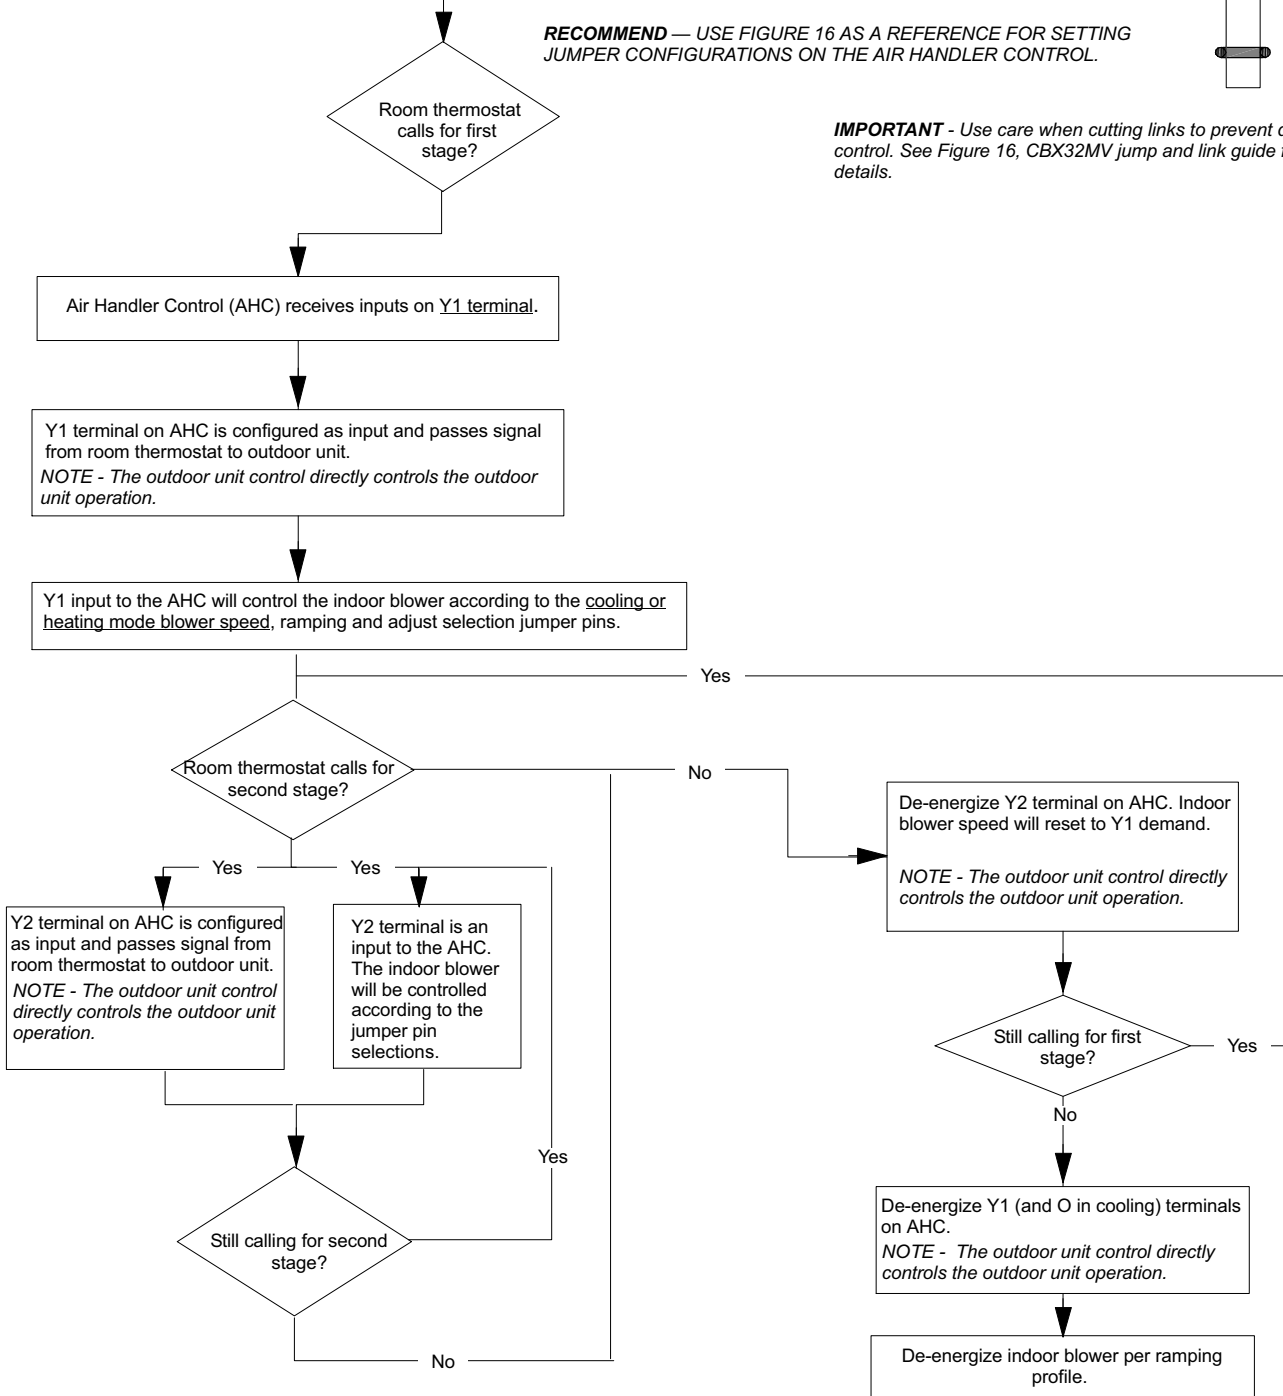 RECOMMEND — USE FIGURE 16 AS A REFERENCE FOR SETTING
JUMPER CONFIGURATIONS ON THE AIR HANDLER CONTROL.
Room thermostat
calls for first
stage?
IMPORTANT - Use care when cutting links to prevent
control. See Figure 16, CBX32MV jump and link guide
details.
Air Handler Control (AHC) receives inputs on Y1 terminal.
Y1 terminal on AHC is configured as input and passes signal
from room thermostat to outdoor unit.
NOTE - The outdoor unit control directly controls the outdoor
unit operation.
Y1 input to the AHC will control the indoor blower according to the cooling or
heating mode blower speed, ramping and adjust selection jumper pins.
Yes
Room thermostat calls for
second stage?
No
De-energize Y2 terminal on AHC. Indoor
blower speed will reset to Y1 demand.
NOTE - The outdoor unit control directly
controls the outdoor unit operation.
Yes
Yes
Y2 terminal on AHC is configured
as input and passes signal from
room thermostat to outdoor unit.
NOTE - The outdoor unit control
directly controls the outdoor unit
operation.
Y2 terminal is an
input to the AHC.
The indoor blower
will be controlled
according to the
jumper pin
selections.
Still calling for first
stage?
Yes
No
Yes
Still calling for second
stage?
De-energize Y1 (and O in cooling) terminals
on AHC.
NOTE - The outdoor unit control directly
controls the outdoor unit operation.
No
De-energize indoor blower per ramping
profile.